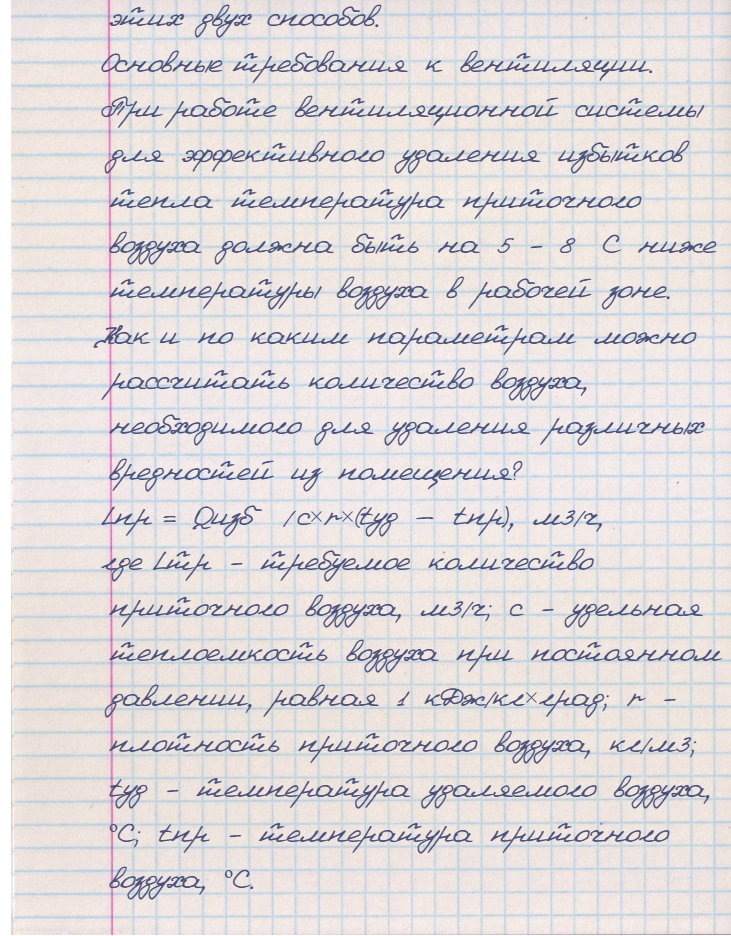 этих двух способов.
Основные требования к вентиляции.
При работе вентиляционной системы
для эффективного удаления избытков
тепла температура приточного
воздуха должна быть на 5 - 8 С ниже
температуры воздуха в рабочей зоне.
Как и по каким параметрам можно
рассчитать количество воздуха,
необходимого для удаления различных
вредностей из помещения?
Lпр = Qизб /c×r×(tуд – tпр), м3/ч,
где Lтр – требуемое количество
приточного воздуха, м3/ч; с – удельная
теплоемкость воздуха при постоянном
давлении, равная 1 кДж/кг×град; r –
плотность приточного воздуха, кг/м3;
tуд – температура удаляемого воздуха,
°С; tпр – температура приточного
воздуха, °С.